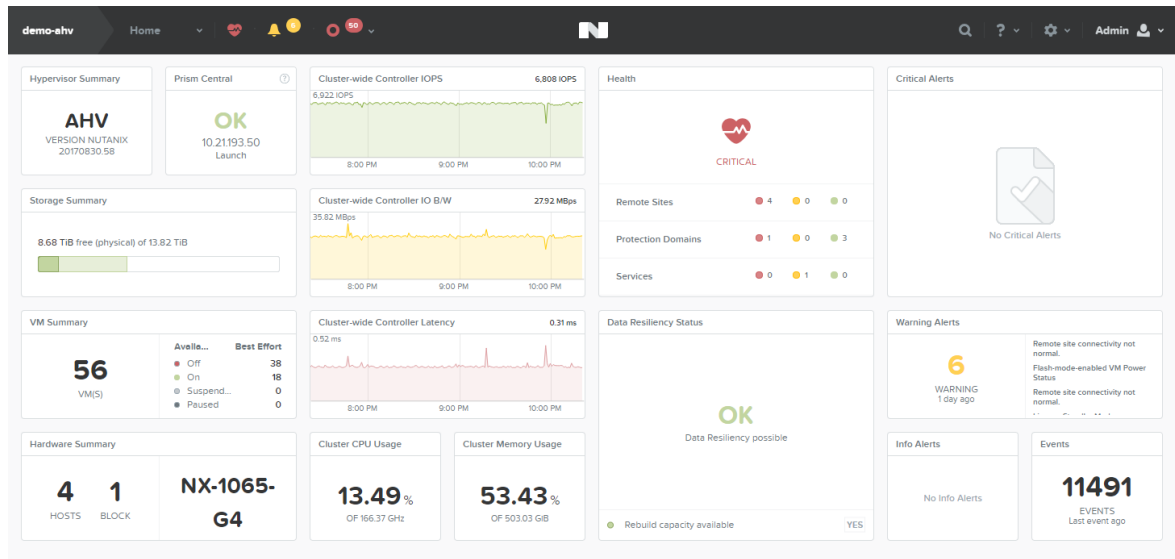 demo-ahv
Home
6
50
?
Admin
Hypervisor Summary
AHV
VERSION NUTANIX
20170830.58
Prism Central
?
OK
10.21.193.50
Launch
Cluster-wide Controller IOPS
6,808 IOPS
6,922 IOPS
8:00 PM
9:00 PM
10:00 PM
Health
CRITICAL
Remote Sites 4 0 0
Protection Domains 1 0 3
Services 0 1 0
Critical Alerts
No Critical Alerts
Storage Summary
8.68 TiB free (physical) of 13.82 TiB
Cluster-wide Controller IO B/W
27.92 MBps
35.82 MBps
8:00 PM
9:00 PM
10:00 PM
VM Summary
56
VM(S)
Availa... Best Effort
Off 38
On 18
Suspend... 0
Paused 0
Cluster-wide Controller Latency
0.31 ms
0.52 ms
8:00 PM
9:00 PM
10:00 PM
Data Resiliency Status
OK
Data Resiliency possible
Rebuild capacity available YES
Warning Alerts
6
WARNING
1 day ago
Remote site connectivity not
normal.
Flash-mode-enabled VM Power
Status
Remote site connectivity not
normal.
Hardware Summary
4
HOSTS
1
BLOCK
NX-1065-
G4
Cluster CPU Usage
13.49 %
OF 166.37 GHz
Cluster Memory Usage
53.43 %
OF 503.03 GiB
Info Alerts
No Info Alerts
Events
11491
EVENTS
Last event ago